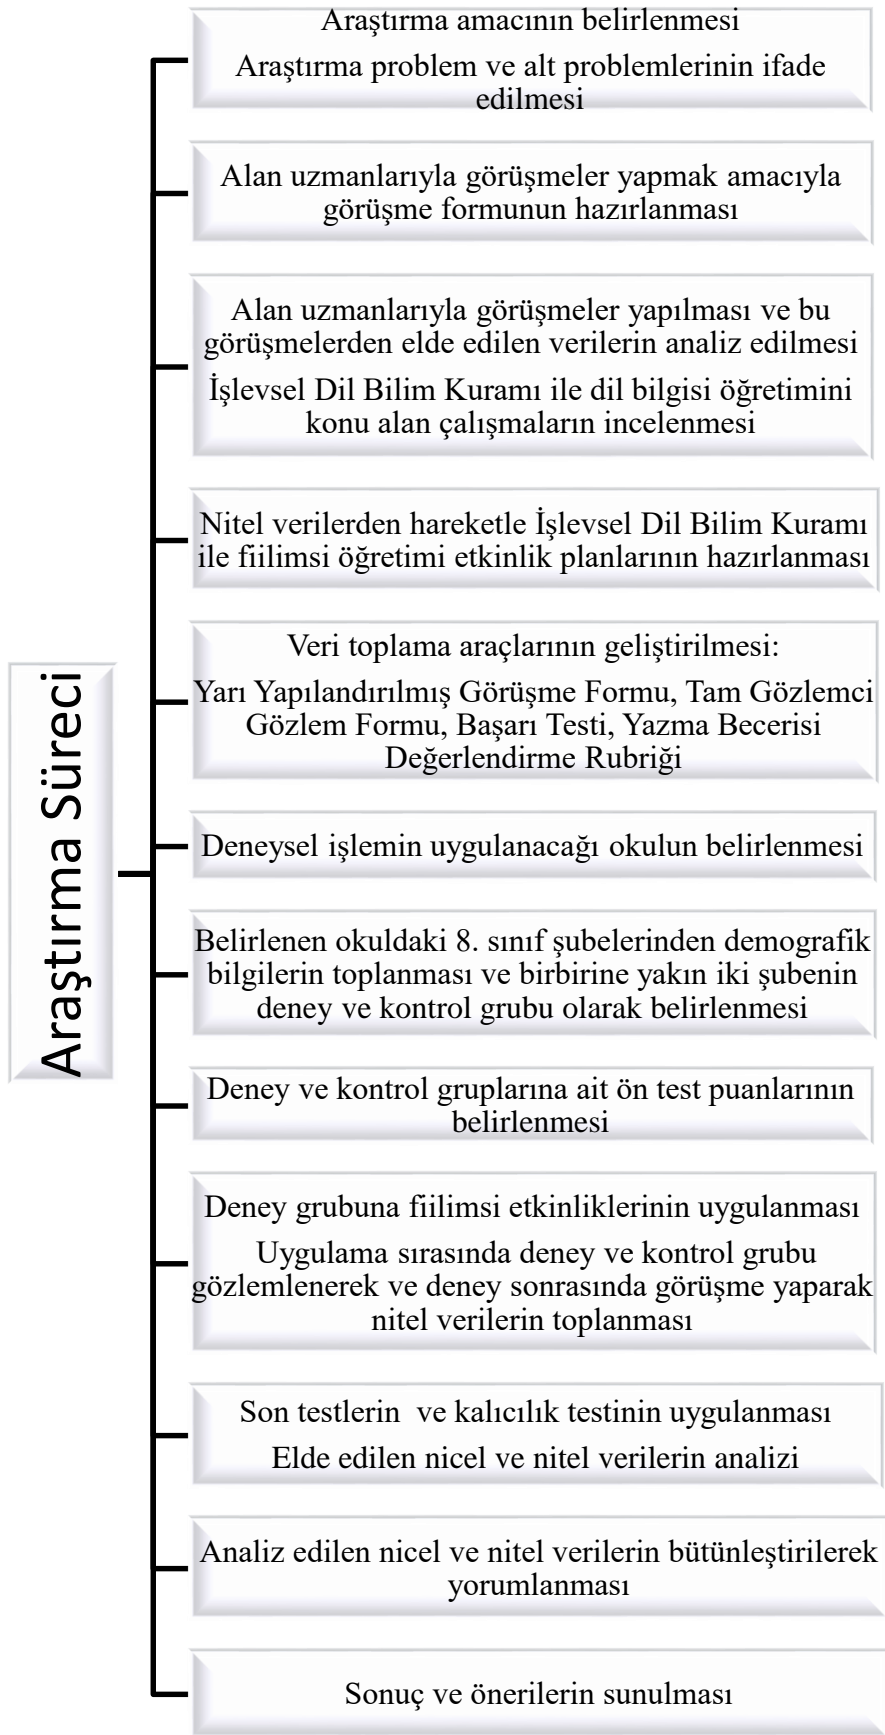 Araştırma Süreci
Araştırma amacının belirlenmesi
Araştırma problem ve alt problemlerinin ifade
edilmesi
Alan uzmanlarıyla görüşmeler yapmak amacıyla
görüşme formunun hazırlanması
Alan uzmanlarıyla görüşmeler yapılması ve bu
görüşmelerden elde edilen verilerin analiz edilmesi
İşlevsel Dil Bilim Kuramı ile dil bilgisi öğretimini
konu alan çalışmaların incelenmesi
Nitel verilerden hareketle İşlevsel Dil Bilim Kuramı
ile fiilimsi öğretimi etkinlik planlarının hazırlanması
Veri toplama araçlarının geliştirilmesi:
Yarı Yapılandırılmış Görüşme Formu, Tam Gözlemci
Gözlem Formu, Başarı Testi, Yazma Becerisi
Değerlendirme Rubriği
Deneysel işlemin uygulanacağı okulun belirlenmesi
Belirlenen okuldaki 8. sınıf şubelerinden demografik
bilgilerin toplanması ve birbirine yakın iki şubenin
deney ve kontrol grubu olarak belirlenmesi
Deney ve kontrol gruplarına ait ön test puanlarının
belirlenmesi
Deney grubuna fiilimsi etkinliklerinin uygulanması
Uygulama sırasında deney ve kontrol grubu
gözlemlenerek ve deney sonrasında görüşme yaparak
nitel verilerin toplanması
Son testlerin ve kalıcılık testinin uygulanması
Elde edilen nicel ve nitel verilerin analizi
Analiz edilen nicel ve nitel verilerin bütünleştirilerek
yorumlanması
Sonuç ve önerilerin sunulması